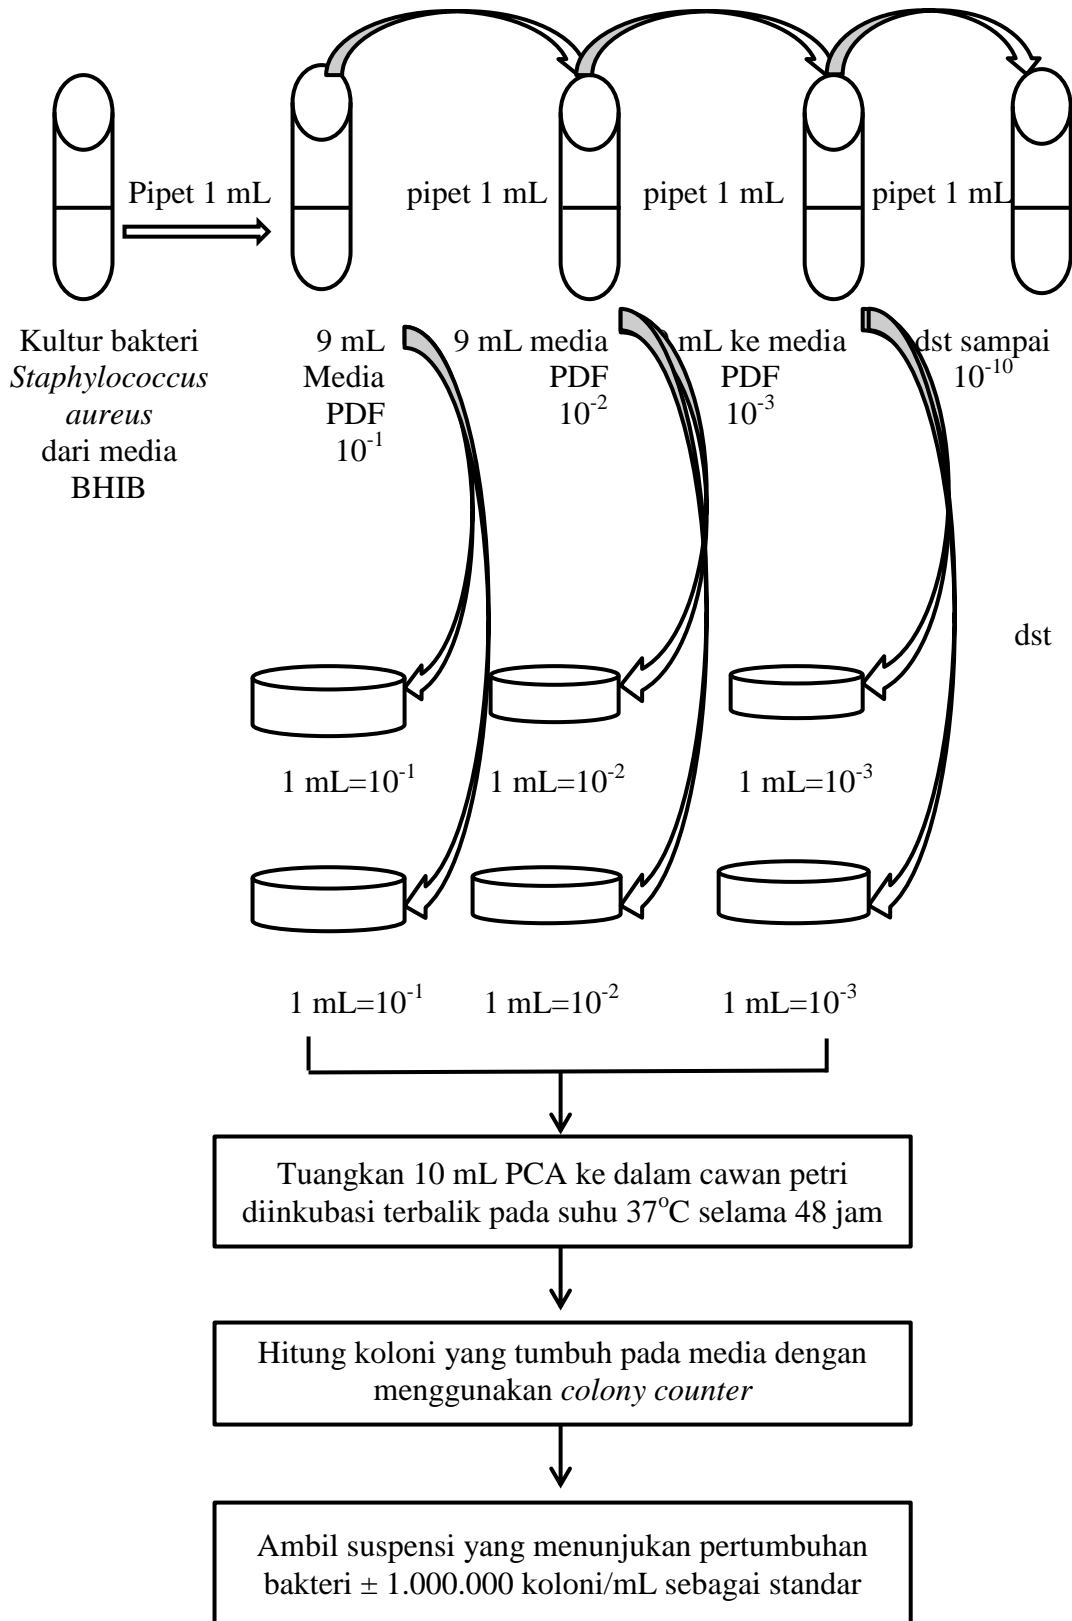 Pipet 1 mL
pipet 1 mL
pipet 1 mL
pipet 1 mL
Kultur bakteri
Staphylococcus
aureus
dari media
BHIB
9 mL
Media
PDF
10⁻¹
9 mL media
PDF
10⁻²
mL ke media
PDF
10⁻³
dst sampai
10⁻¹⁰
dst
1 mL=10⁻¹
1 mL=10⁻²
1 mL=10⁻³
1 mL=10⁻¹
1 mL=10⁻²
1 mL=10⁻³
Tuangkan 10 mL PCA ke dalam cawan petri
diinkubasi terbalik pada suhu 37°C selama 48 jam
Hitung koloni yang tumbuh pada media dengan
menggunakan colony counter
Ambil suspensi yang menunjukan pertumbuhan
bakteri ± 1.000.000 koloni/mL sebagai standar